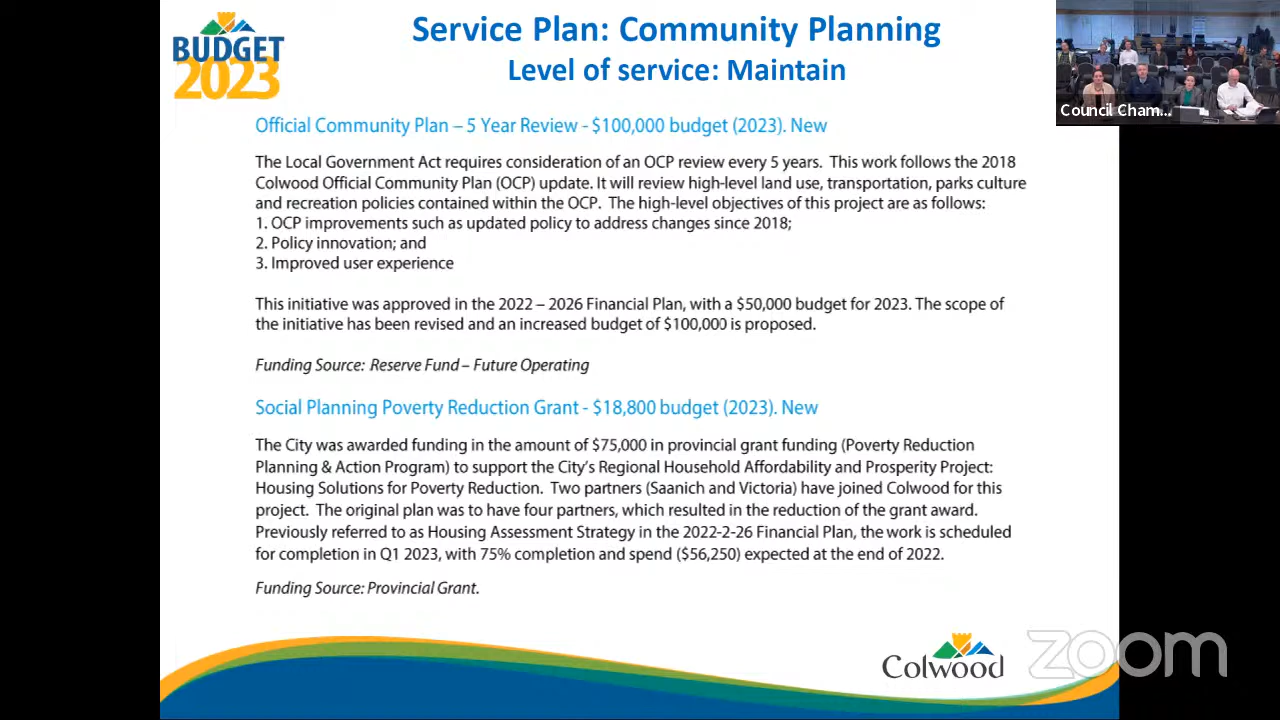 BUDGET
2023
Service Plan: Community Planning
Level of service: Maintain
Council Cham...
Official Community Plan – 5 Year Review - $100,000 budget (2023). New
The Local Government Act requires consideration of an OCP review every 5 years. This work follows the 2018
Colwood Official Community Plan (OCP) update. It will review high-level land use, transportation, parks culture
and recreation policies contained within the OCP. The high-level objectives of this project are as follows:
1. OCP improvements such as updated policy to address changes since 2018;
2. Policy innovation; and
3. Improved user experience
This initiative was approved in the 2022 – 2026 Financial Plan, with a $50,000 budget for 2023. The scope of
the initiative has been revised and an increased budget of $100,000 is proposed.
Funding Source: Reserve Fund – Future Operating
Social Planning Poverty Reduction Grant - $18,800 budget (2023). New
The City was awarded funding in the amount of $75,000 in provincial grant funding (Poverty Reduction
Planning & Action Program) to support the City's Regional Household Affordability and Prosperity Project:
Housing Solutions for Poverty Reduction. Two partners (Saanich and Victoria) have joined Colwood for this
project. The original plan was to have four partners, which resulted in the reduction of the grant award.
Previously referred to as Housing Assessment Strategy in the 2022-2-26 Financial Plan, the work is scheduled
for completion in Q1 2023, with 75% completion and spend ($56,250) expected at the end of 2022.
Funding Source: Provincial Grant.
Colwood
zoom